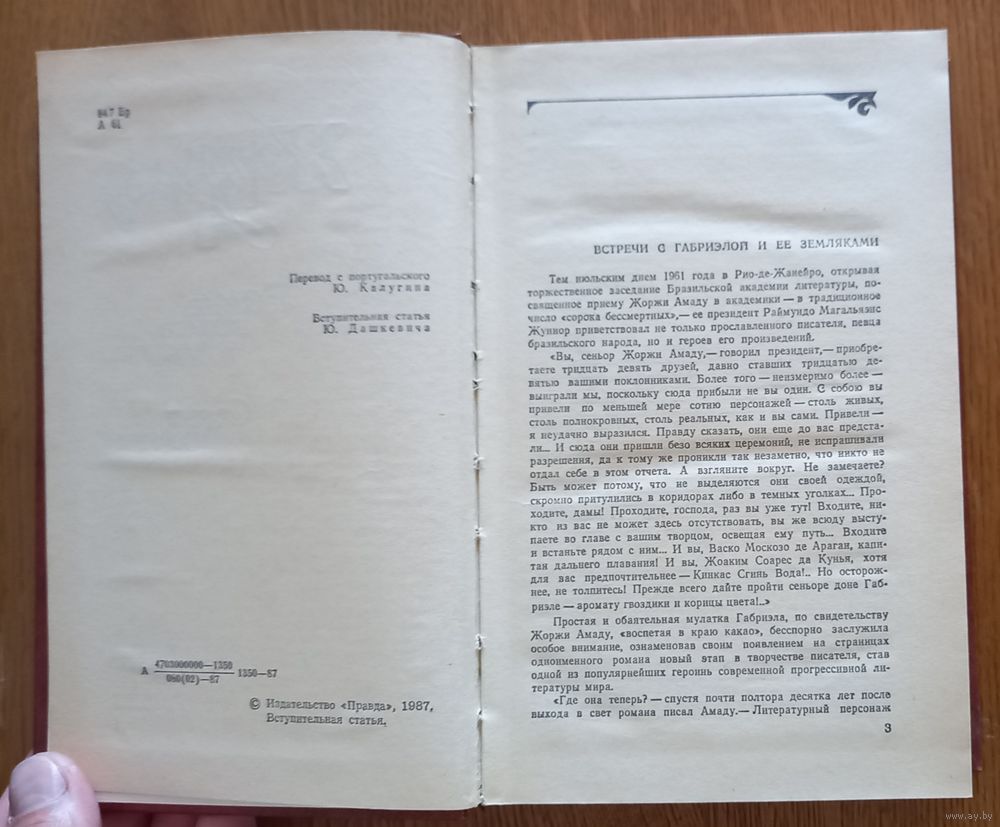 84.7 Бр
А 61
Перевод с португальского
Ю. Калугина
Вступительная статья
Ю. Дашкевича
А 4703000000—1350 1350—87
080(02)—87
© Издательство «Правда», 1987,
Вступительная статья.
ВСТРЕЧИ С ГАБРИЭЛОЙ И ЕЕ ЗЕМЛЯКАМИ
Тем июльским днем 1961 года в Рио-де-Жанейро, открывая
торжественное заседание Бразильской академии литературы, по-
священное приему Жоржи Амаду в академики — в традиционное
число «сорока бессмертных»,— ее президент Раймундо Магальяэнс
Жуниор приветствовал не только прославленного писателя, певца
бразильского народа, но и героев его произведений.
«Вы, сеньор Жоржи Амаду,— говорил президент,— приобре-
таете тридцать девять друзей, давно ставших тридцатью де-
вятью вашими поклонниками. Более того — неизмеримо более —
выиграли мы, поскольку сюда прибыли не вы один. С собою вы
привели по меньшей мере сотню персонажей — столь живых,
столь полнокровных, столь реальных, как и вы сами. Привели —
я неудачно выразился. Правду сказать, они еще до вас предста-
ли... И сюда они пришли безо всяких церемоний, не испрашивали
разрешения, да к тому же проникли так незаметно, что никто не
отдал себе в этом отчета. А взгляните вокруг. Не замечаете?
Быть может потому, что не выделяются они своей одеждой,
скромно притулились в коридорах либо в темных уголках... Про-
ходите, дамы! Проходите, господа, раз вы уже тут! Входите, ни-
кто из вас не может здесь отсутствовать, вы же всюду высту-
паете во главе с вашим творцом, освещая ему путь... Входите
и встаньте рядом с ним... И вы, Васко Москозо де Араган, капи-
тан дальнего плавания! И вы, Жоаким Соарес да Кунья, хотя
для вас предпочтительнее — Кинкас Сгинь Вода!.. Но осторож-
нее, не толпитесь! Прежде всего дайте пройти сеньоре доне Габ-
риэле — аромату гвоздики и корицы цвета!..»
Простая и обаятельная мулатка Габриэла, по свидетельству
Жоржи Амаду, «воспетая в краю какао», бесспорно заслужила
особое внимание, ознаменовав своим появлением на страницах
одноименного романа новый этап в творчестве писателя, став
одной из популярнейших героинь современной прогрессивной ли-
тературы мира.
«Где она теперь? — спустя почти полтора десятка лет после
выхода в свет романа писал Амаду.— Литературный персонаж
3
www.ay.by